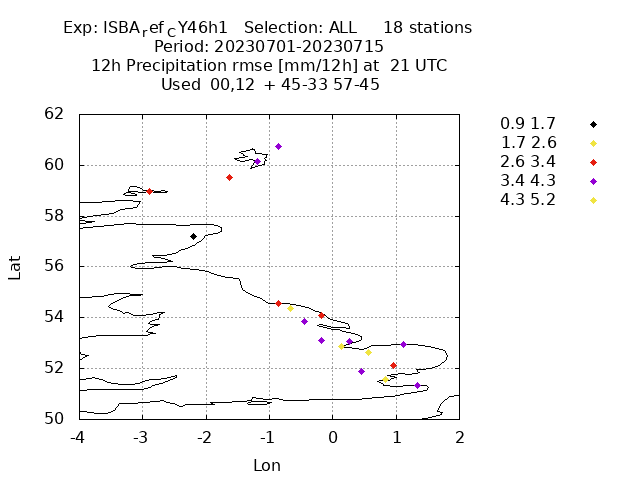 Exp: ISBAref CY46h1 Selection: ALL 18 stations
Period: 20230701-20230715
12h Precipitation rmse [mm/12h] at 21 UTC
Used 00,12 + 45-33 57-45
0.9 1.7
1.7 2.6
2.6 3.4
3.4 4.3
4.3 5.2
62
60
58
56
54
52
50
Lat
-4 -3 -2 -1 0 1 2
Lon